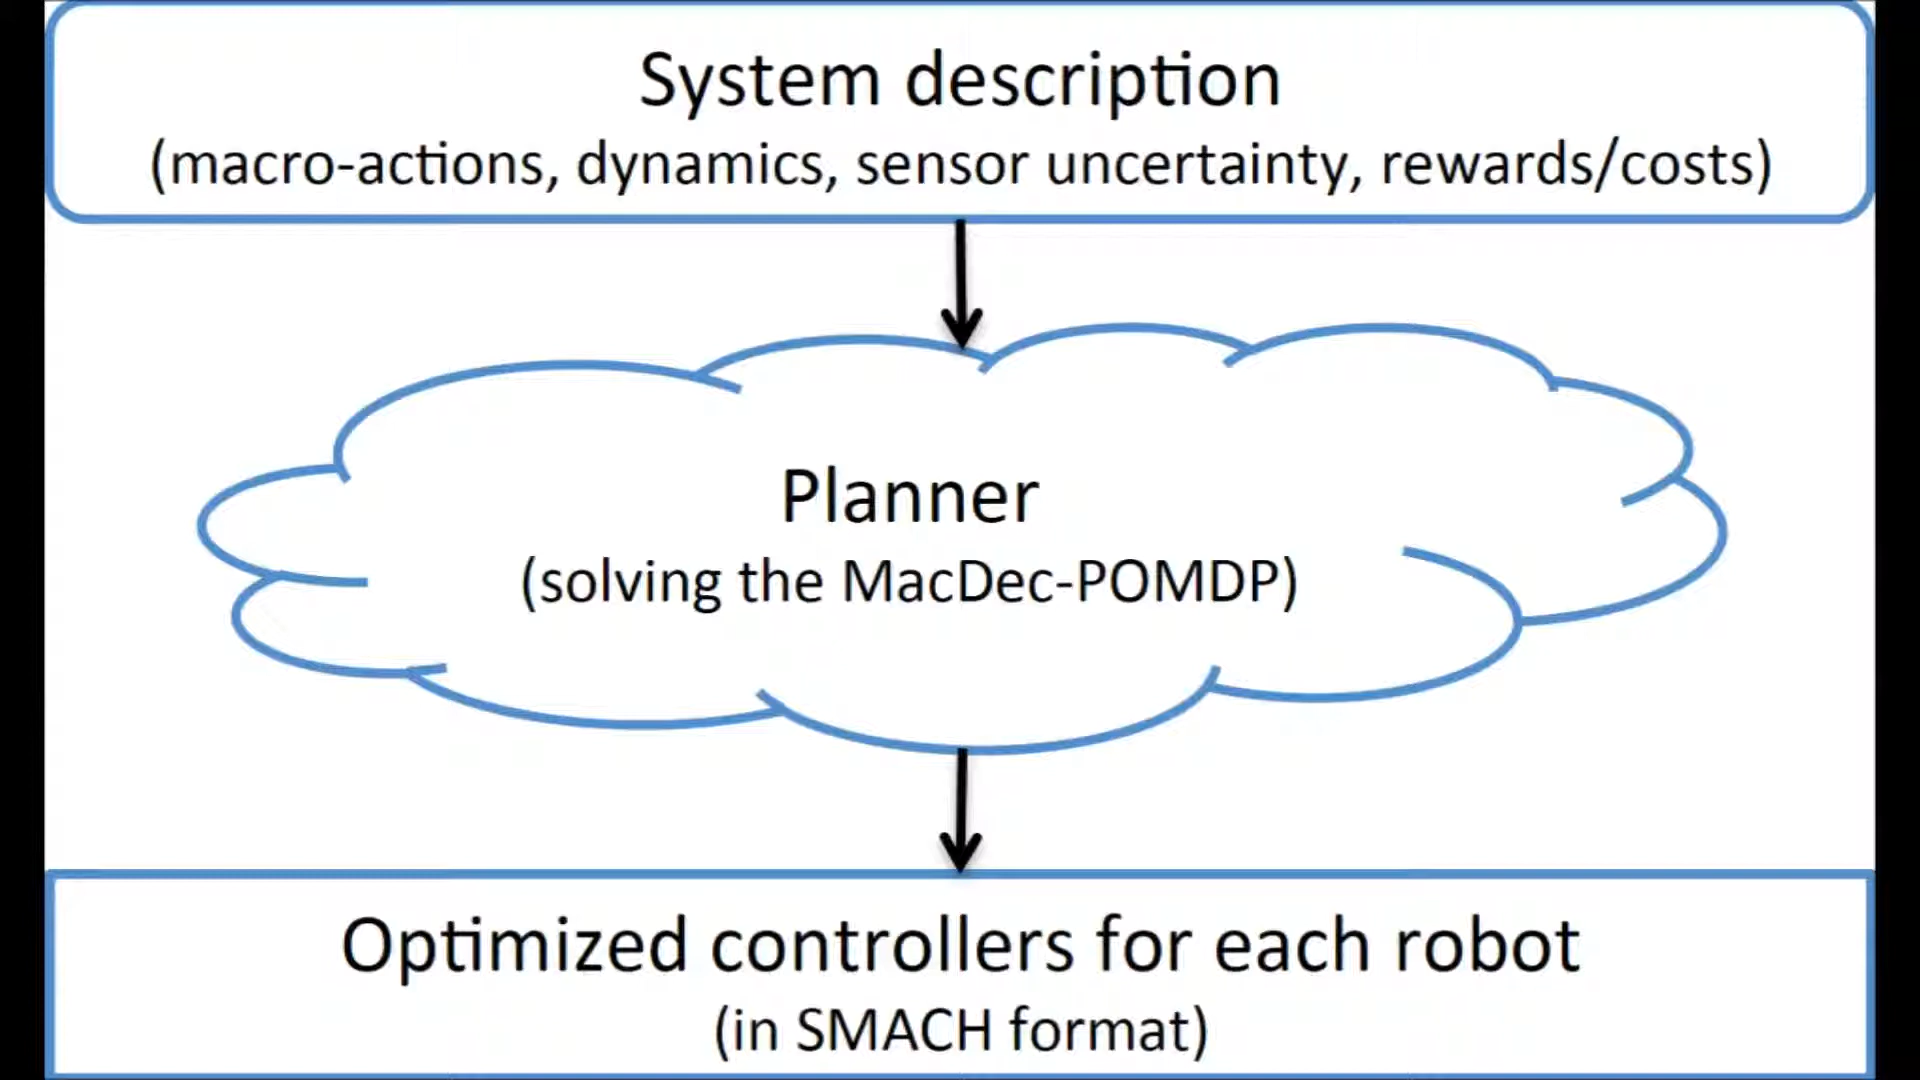 System description
(macro-actions, dynamics, sensor uncertainty, rewards/costs)
Planner
(solving the MacDec-POMDP)
Optimized controllers for each robot
(in SMACH format)